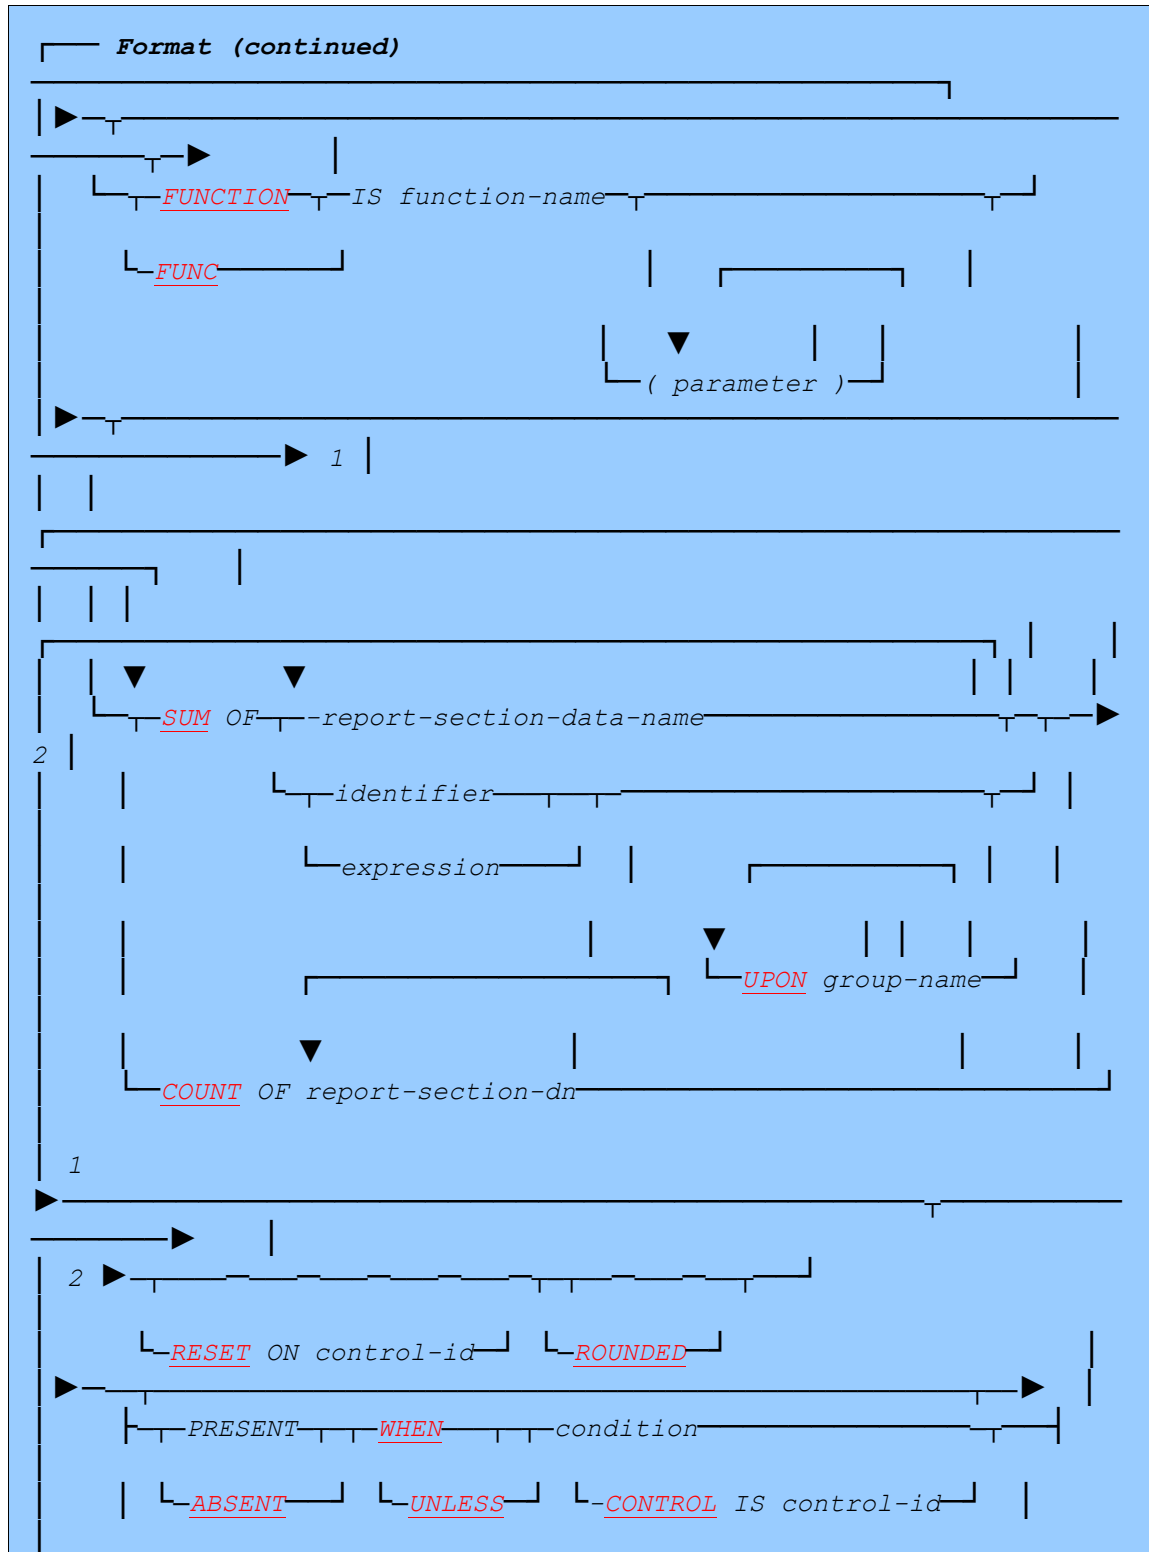 Format (continued)
FUNCTION IS function-name
FUNC
( parameter )
1
SUM OF -report-section-data-name
2
identifier
expression
UPON group-name
COUNT OF report-section-dn
1
2
RESET ON control-id ROUNDED
PRESENT WHEN condition
ABSENT UNLESS -CONTROL IS control-id